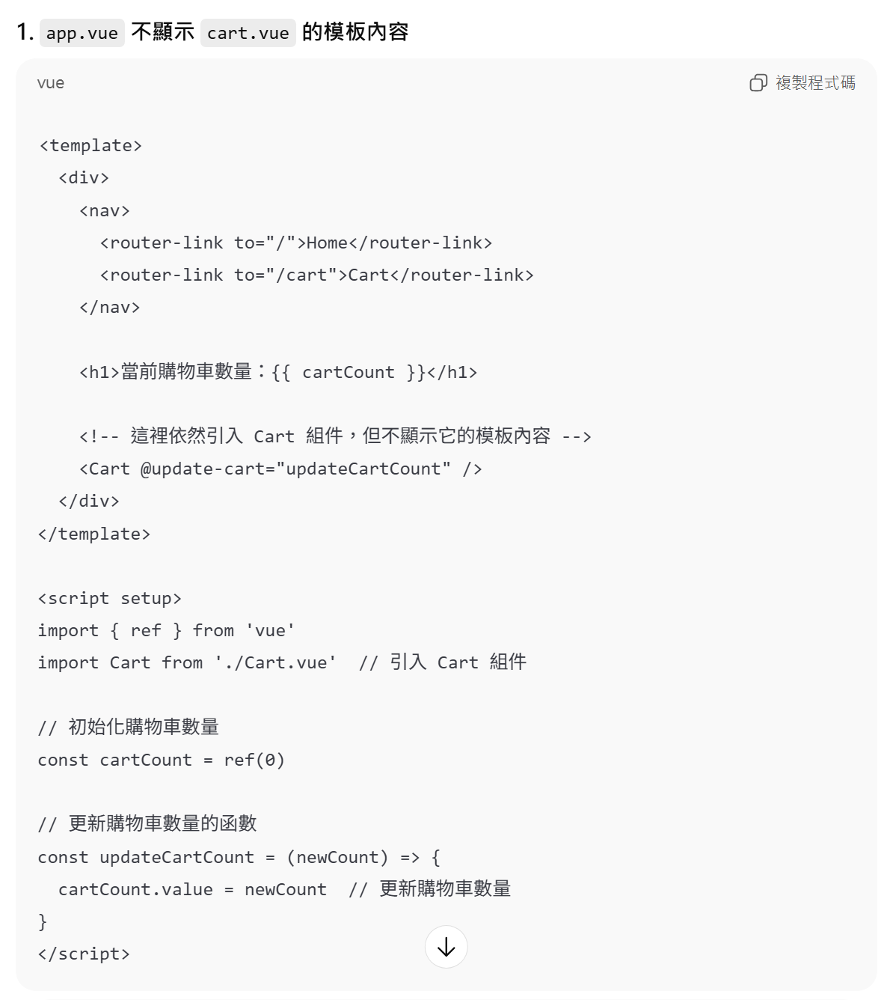 1. app.vue 不顯示 cart.vue 的模板內容
vue
複製程式碼
<template>
  <div>
    <nav>
      <router-link to="/">Home</router-link>
      <router-link to="/cart">Cart</router-link>
    </nav>
    <h1>當前購物車數量：{{ cartCount }}</h1>
    <!-- 這裡依然引入 Cart 組件，但不顯示它的模板內容 -->
    <Cart @update-cart="updateCartCount" />
  </div>
</template>
<script setup>
import { ref } from 'vue'
import Cart from './Cart.vue'  // 引入 Cart 組件
// 初始化購物車數量
const cartCount = ref(0)
// 更新購物車數量的函數
const updateCartCount = (newCount) => {
  cartCount.value = newCount  // 更新購物車數量
}
</script>